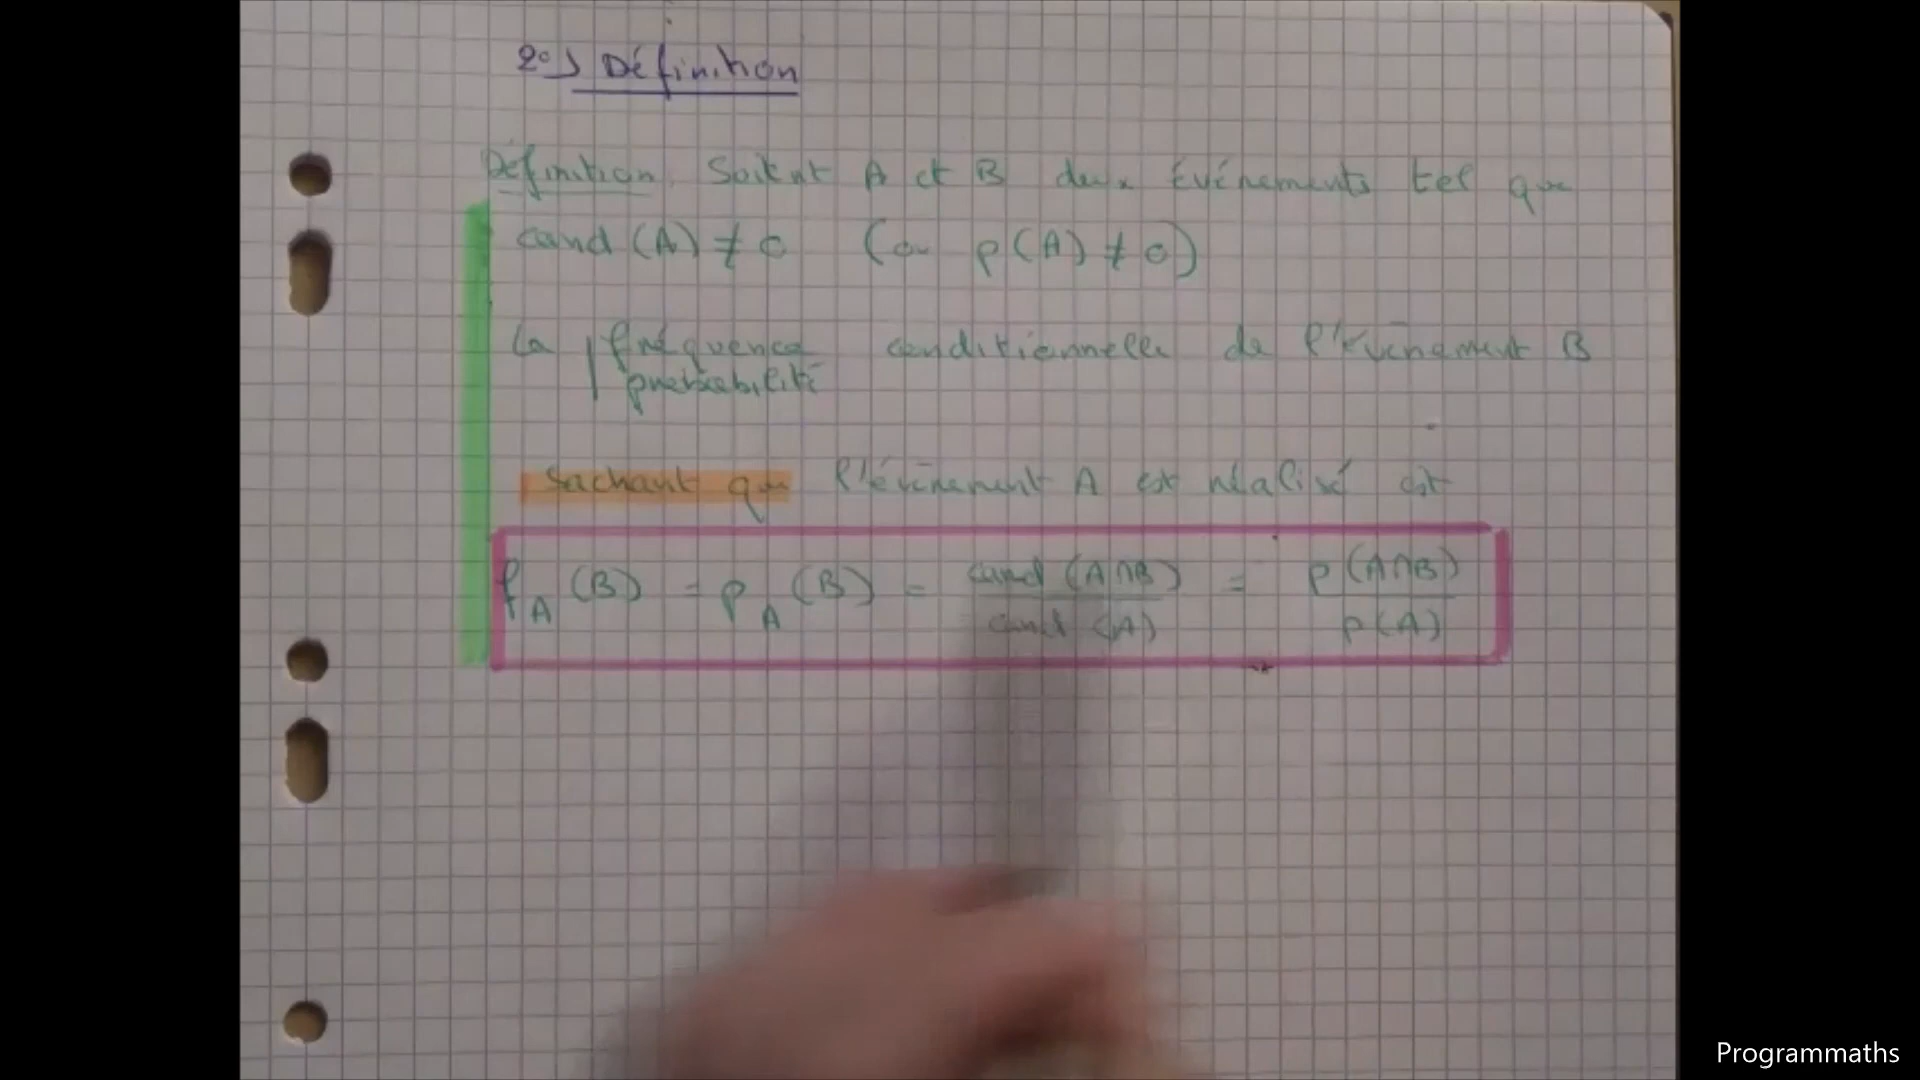 2°) Définition
Définition. Soient A et B deux événements tel que
card (A) ≠ 0 (ou p(A) ≠ 0)
La | fréquence conditionnelle de l'événement B
probabilité
sachant que l'événement A est réalisé est
f_A (B) = p_A (B) = card (A∩B) / card (A) = p(A∩B) / p(A)
Programmaths